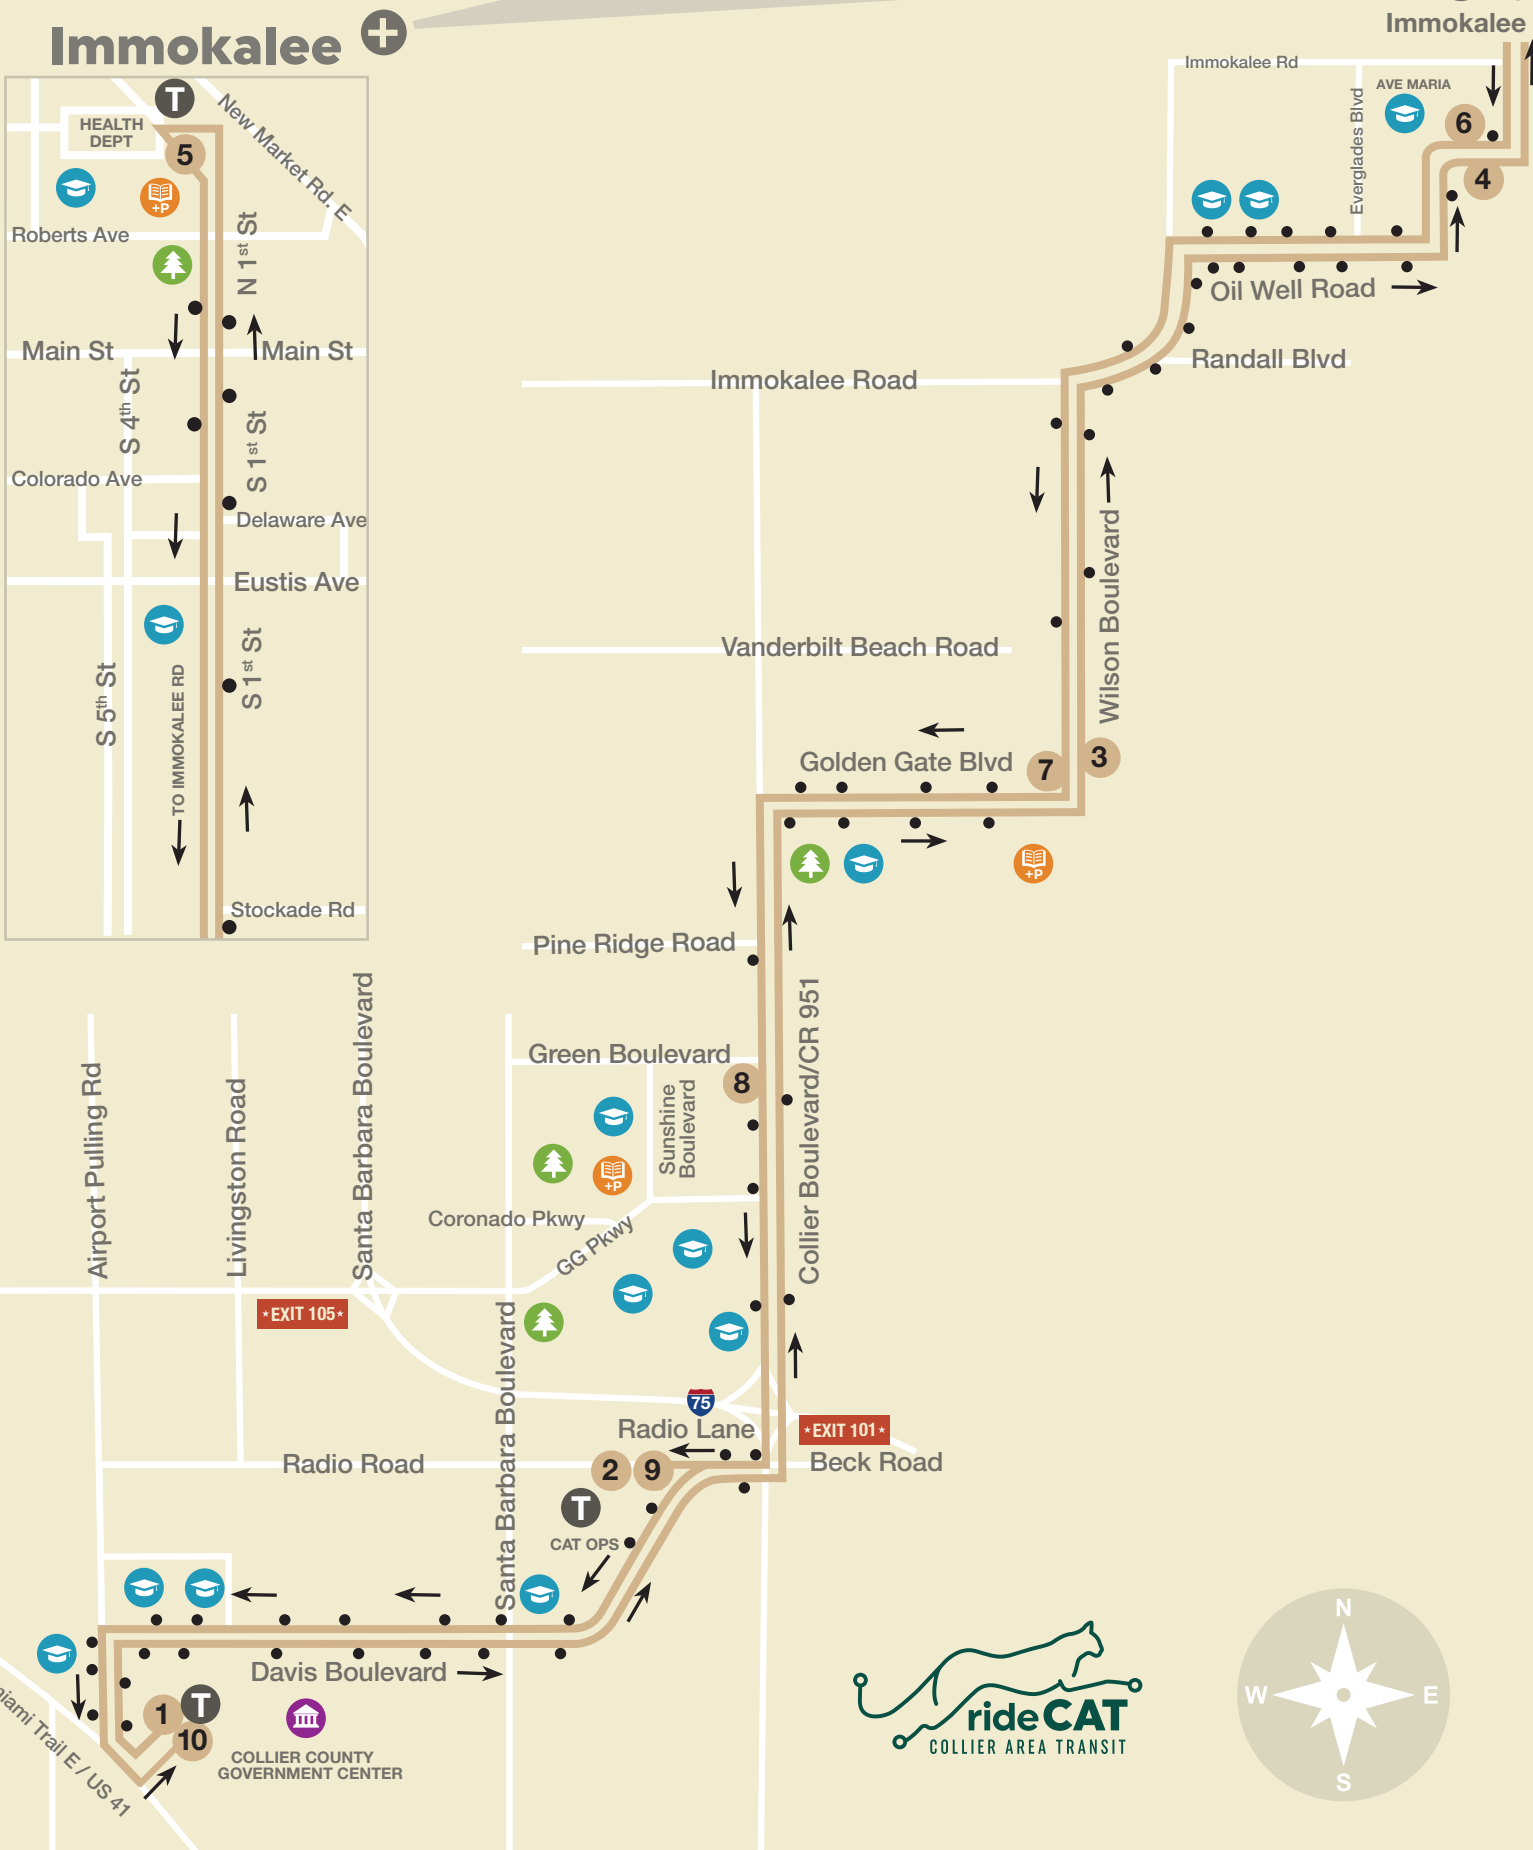 Immokalee
Immokalee
T
New Market Rd. E
HEALTH
DEPT
5
+P
Roberts Ave
N 1st St
Main St
Main St
S 4th St
S 1st St
Colorado Ave
Delaware Ave
Eustis Ave
S 5th St
S 1st St
TO IMMOKALEE RD
Stockade Rd
Immokalee Rd
Everglades Blvd
AVE MARIA
6
4
Oil Well Road
Randall Blvd
Immokalee Road
Wilson Boulevard
Vanderbilt Beach Road
Golden Gate Blvd
7
3
+P
Pine Ridge Road
Collier Boulevard/CR 951
Green Boulevard
8
Sunshine
Boulevard
+P
Coronado Pkwy
GG Pkwy
Airport Pulling Rd
Livingston Road
Santa Barbara Boulevard
EXIT 105
Santa Barbara Boulevard
75
Radio Lane
EXIT 101
Beck Road
Radio Road
2
9
T
CAT OPS
Davis Boulevard
1
T
10
COLLIER COUNTY
GOVERNMENT CENTER
Trail E / US 41
rideCAT
COLLIER AREA TRANSIT
N
W
E
S